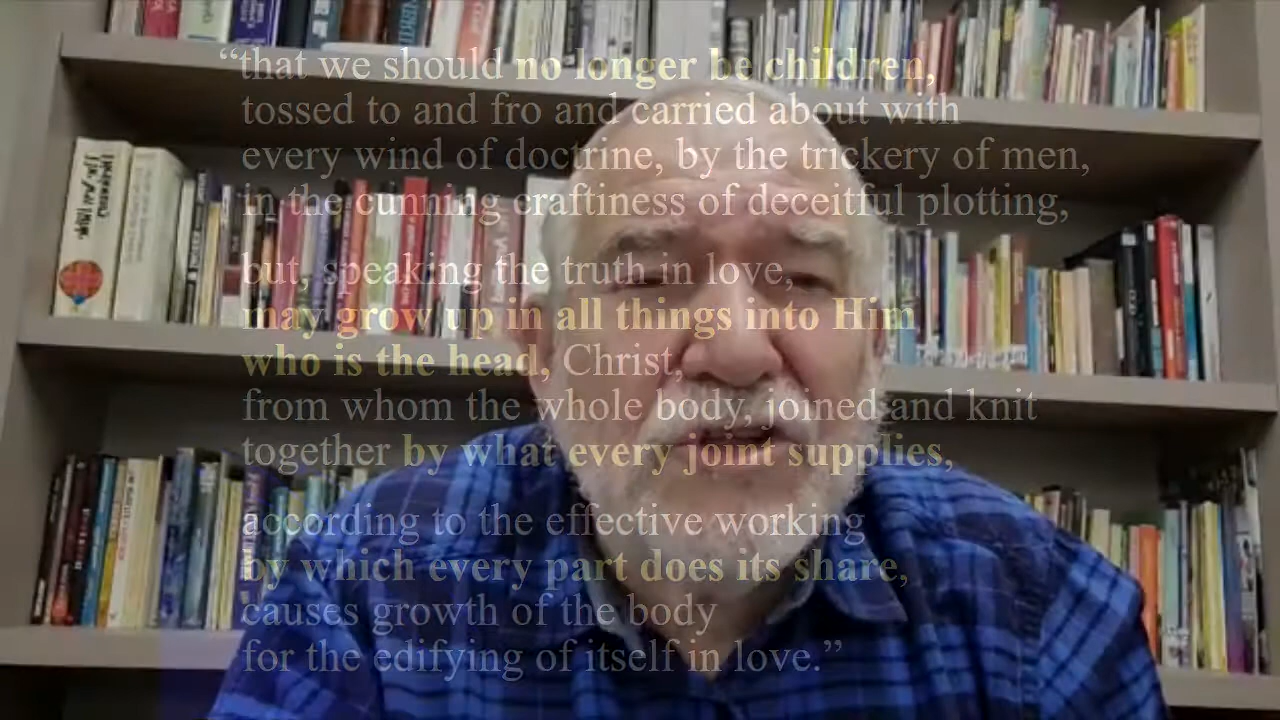 “that we should no longer be children,
tossed to and fro and carried about with
every wind of doctrine, by the trickery of men,
in the cunning craftiness of deceitful plotting,
but, speaking the truth in love,
may grow up in all things into Him
who is the head, Christ,
from whom the whole body, joined and knit
together by what every joint supplies,
according to the effective working
by which every part does its share,
causes growth of the body
for the edifying of itself in love.”